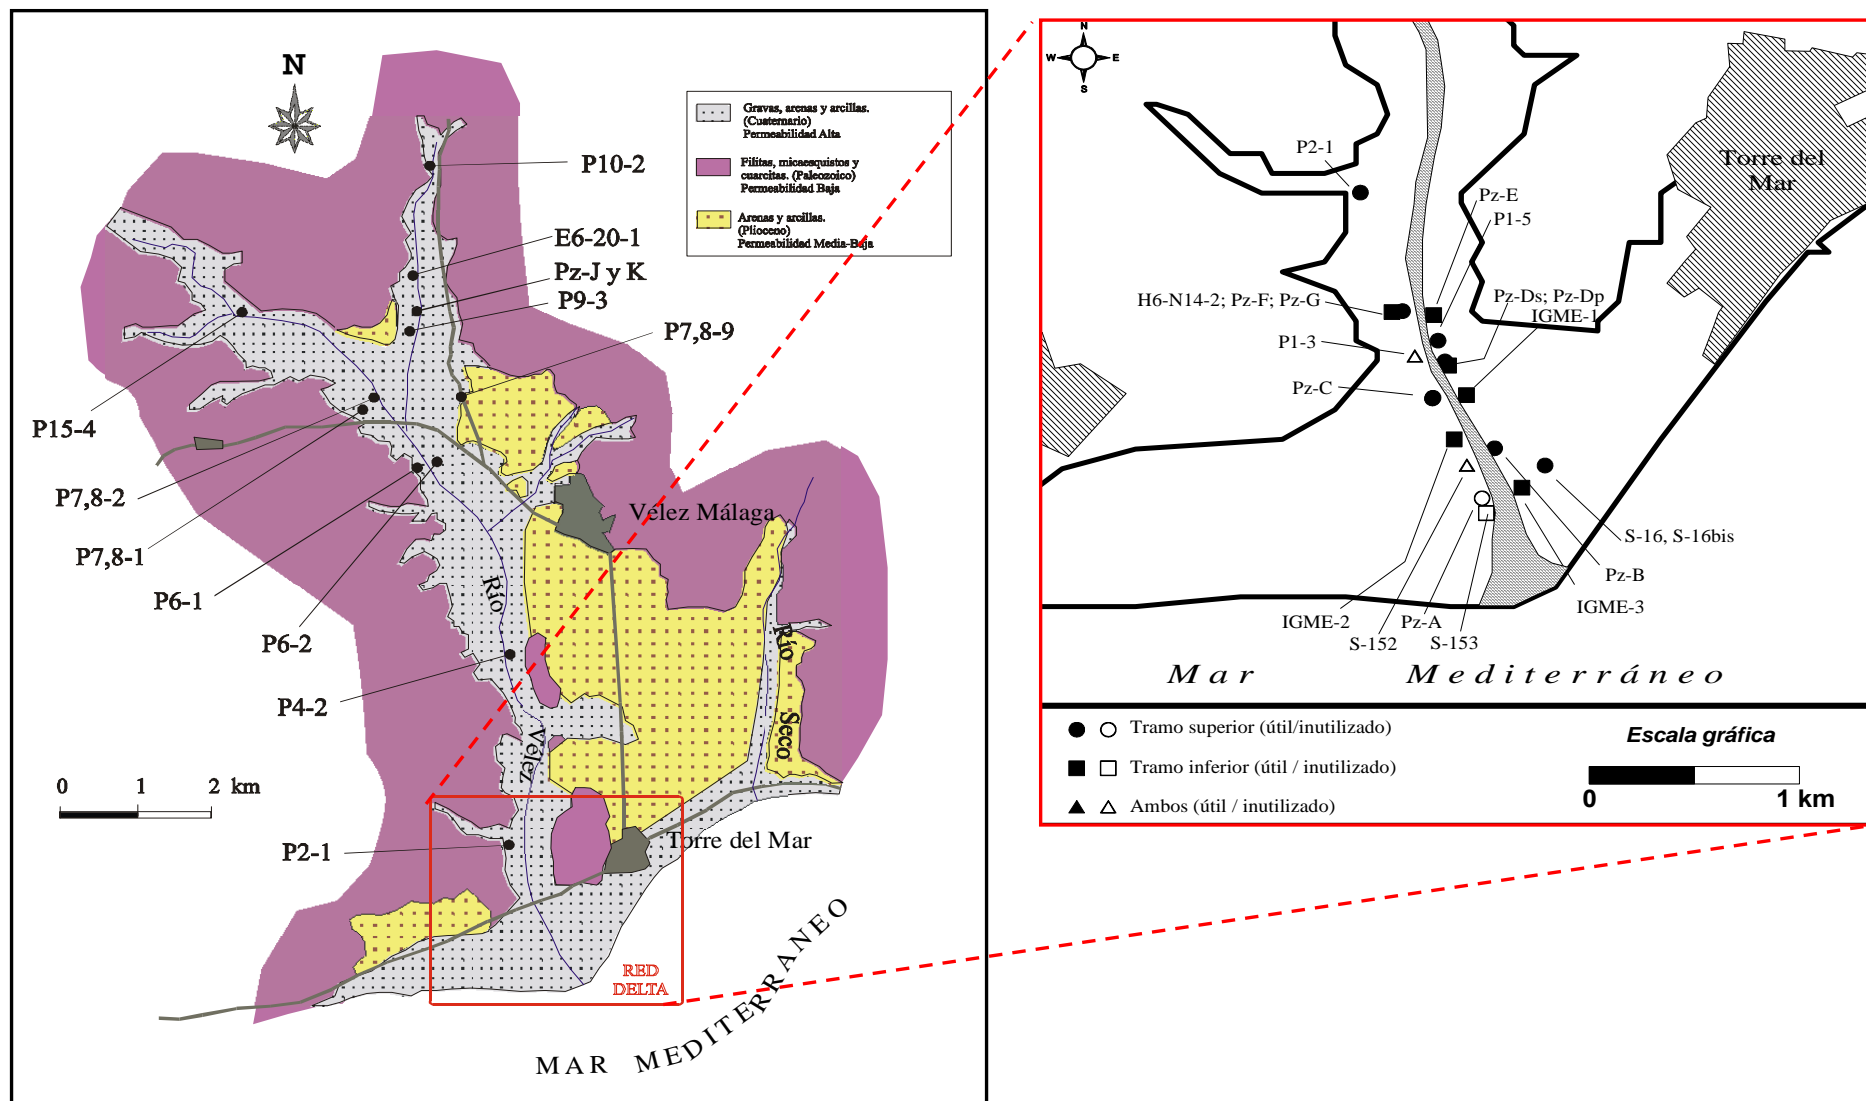 N
Gravas, arenas y arcillas.
(Cuaternario)
Permeabilidad Alta
Filitas, micaesquistos y
cuarcitas. (Paleozoico)
Permeabilidad Baja
Arenas y arcillas.
(Plioceno)
Permeabilidad Media-Baja
P10-2
E6-20-1
Pz-J y K
P9-3
P7,8-9
P15-4
P7,8-2
P7,8-1
P6-1
P6-2
P4-2
P2-1
Vélez Málaga
Río
Vélez
Río
Seco
0 1 2 km
Torre del Mar
RED
DELTA
MAR MEDITERRANEO
N
W E
S
P2-1
Torre del
Mar
Pz-E
P1-5
H6-N14-2; Pz-F; Pz-G
Pz-Ds; Pz-Dp
IGME-1
P1-3
Pz-C
S-16, S-16bis
Pz-B
IGME-3
IGME-2
Pz-A
S-152
S-153
Mar Mediterráneo
Tramo superior (útil/inutilizado)
Tramo inferior (útil / inutilizado)
Ambos (útil / inutilizado)
Escala gráfica
0 1 km